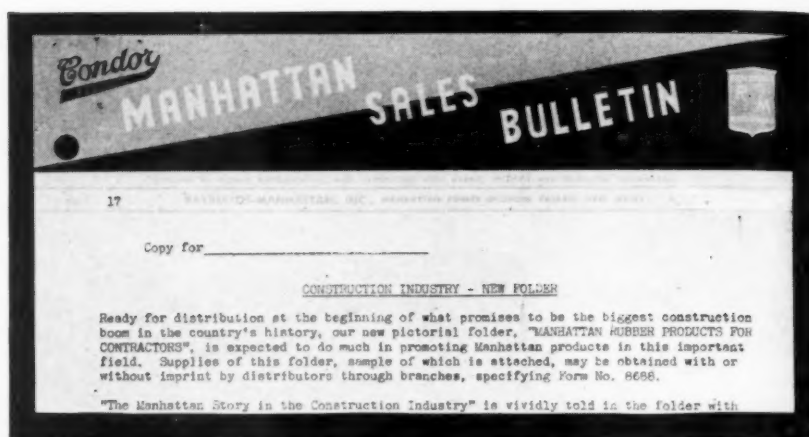 Condor
MANHATTAN
SALES
BULLETIN
17
RAYBESTOS-MANHATTAN, INC.
Copy for
CONSTRUCTION INDUSTRY - NEW FOLDER
Ready for distribution at the beginning of what promises to be the biggest construction
boom in the country's history, our new pictorial folder, "MANHATTAN RUBBER PRODUCTS FOR
CONTRACTORS", is expected to do much in promoting Manhattan products in this important
field. Supplies of this folder, sample of which is attached, may be obtained with or
without imprint by distributors through branches, specifying Form No. 8688.
"The Manhattan Story in the Construction Industry" is vividly told in the folder with